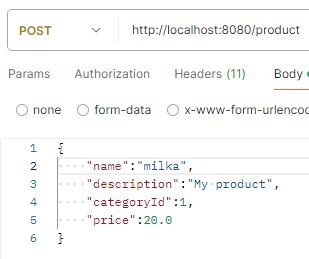 POST http://localhost:8080/product
Params Authorization Headers (11) Body
none form-data x-www-form-urlenco
1 {
2 "name":"milka",
3 "description":"My product",
4 "categoryId":1,
5 "price":20.0
6 }